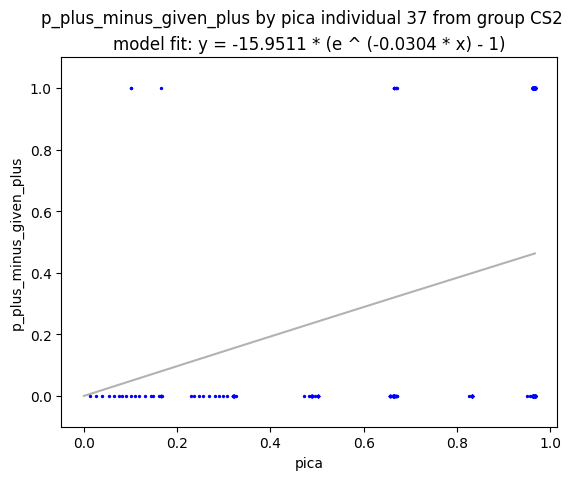 p_plus_minus_given_plus by pica individual 37 from group CS2
model fit: y = -15.9511 * (e ^ (-0.0304 * x) - 1)
1.0
0.8
0.6
0.4
0.2
0.0
p_plus_minus_given_plus
0.0 0.2 0.4 0.6 0.8 1.0
pica